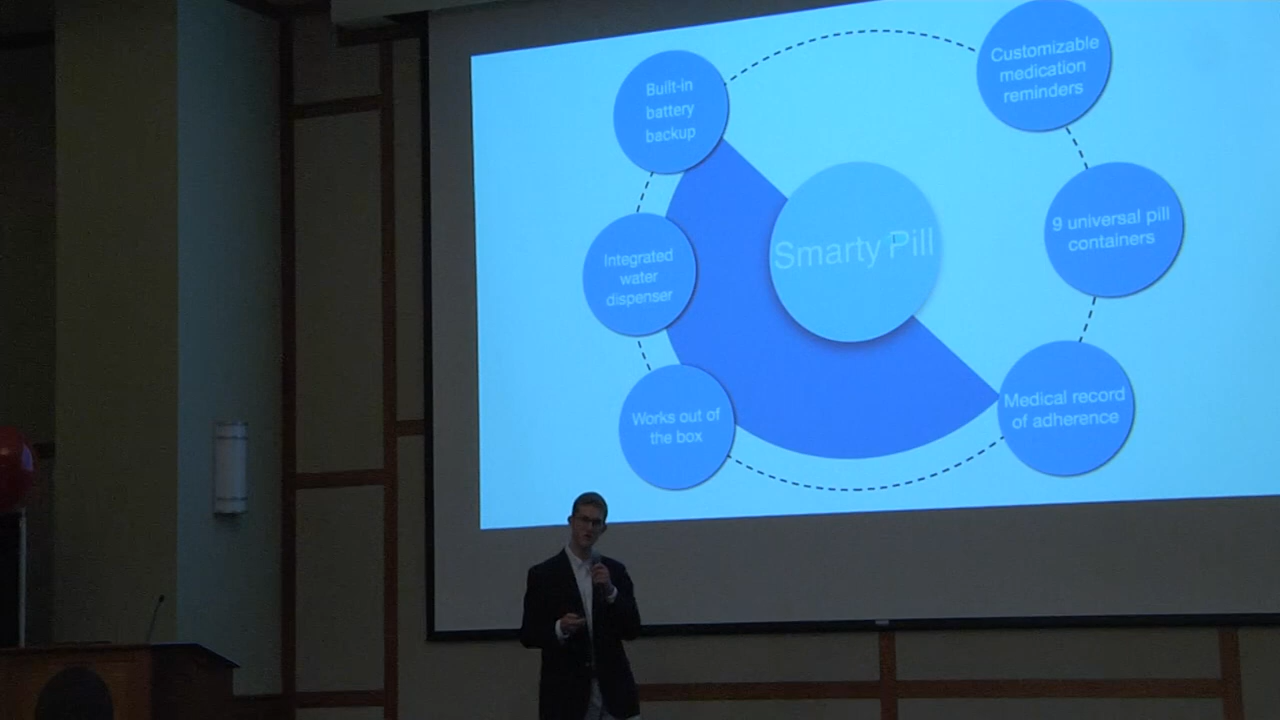 Built-in
battery
backup
Customizable
medication
reminders
Smarty Pill
9 universal pill
containers
Integrated
water
dispenser
Works out of
the box
Medical record
of adherence